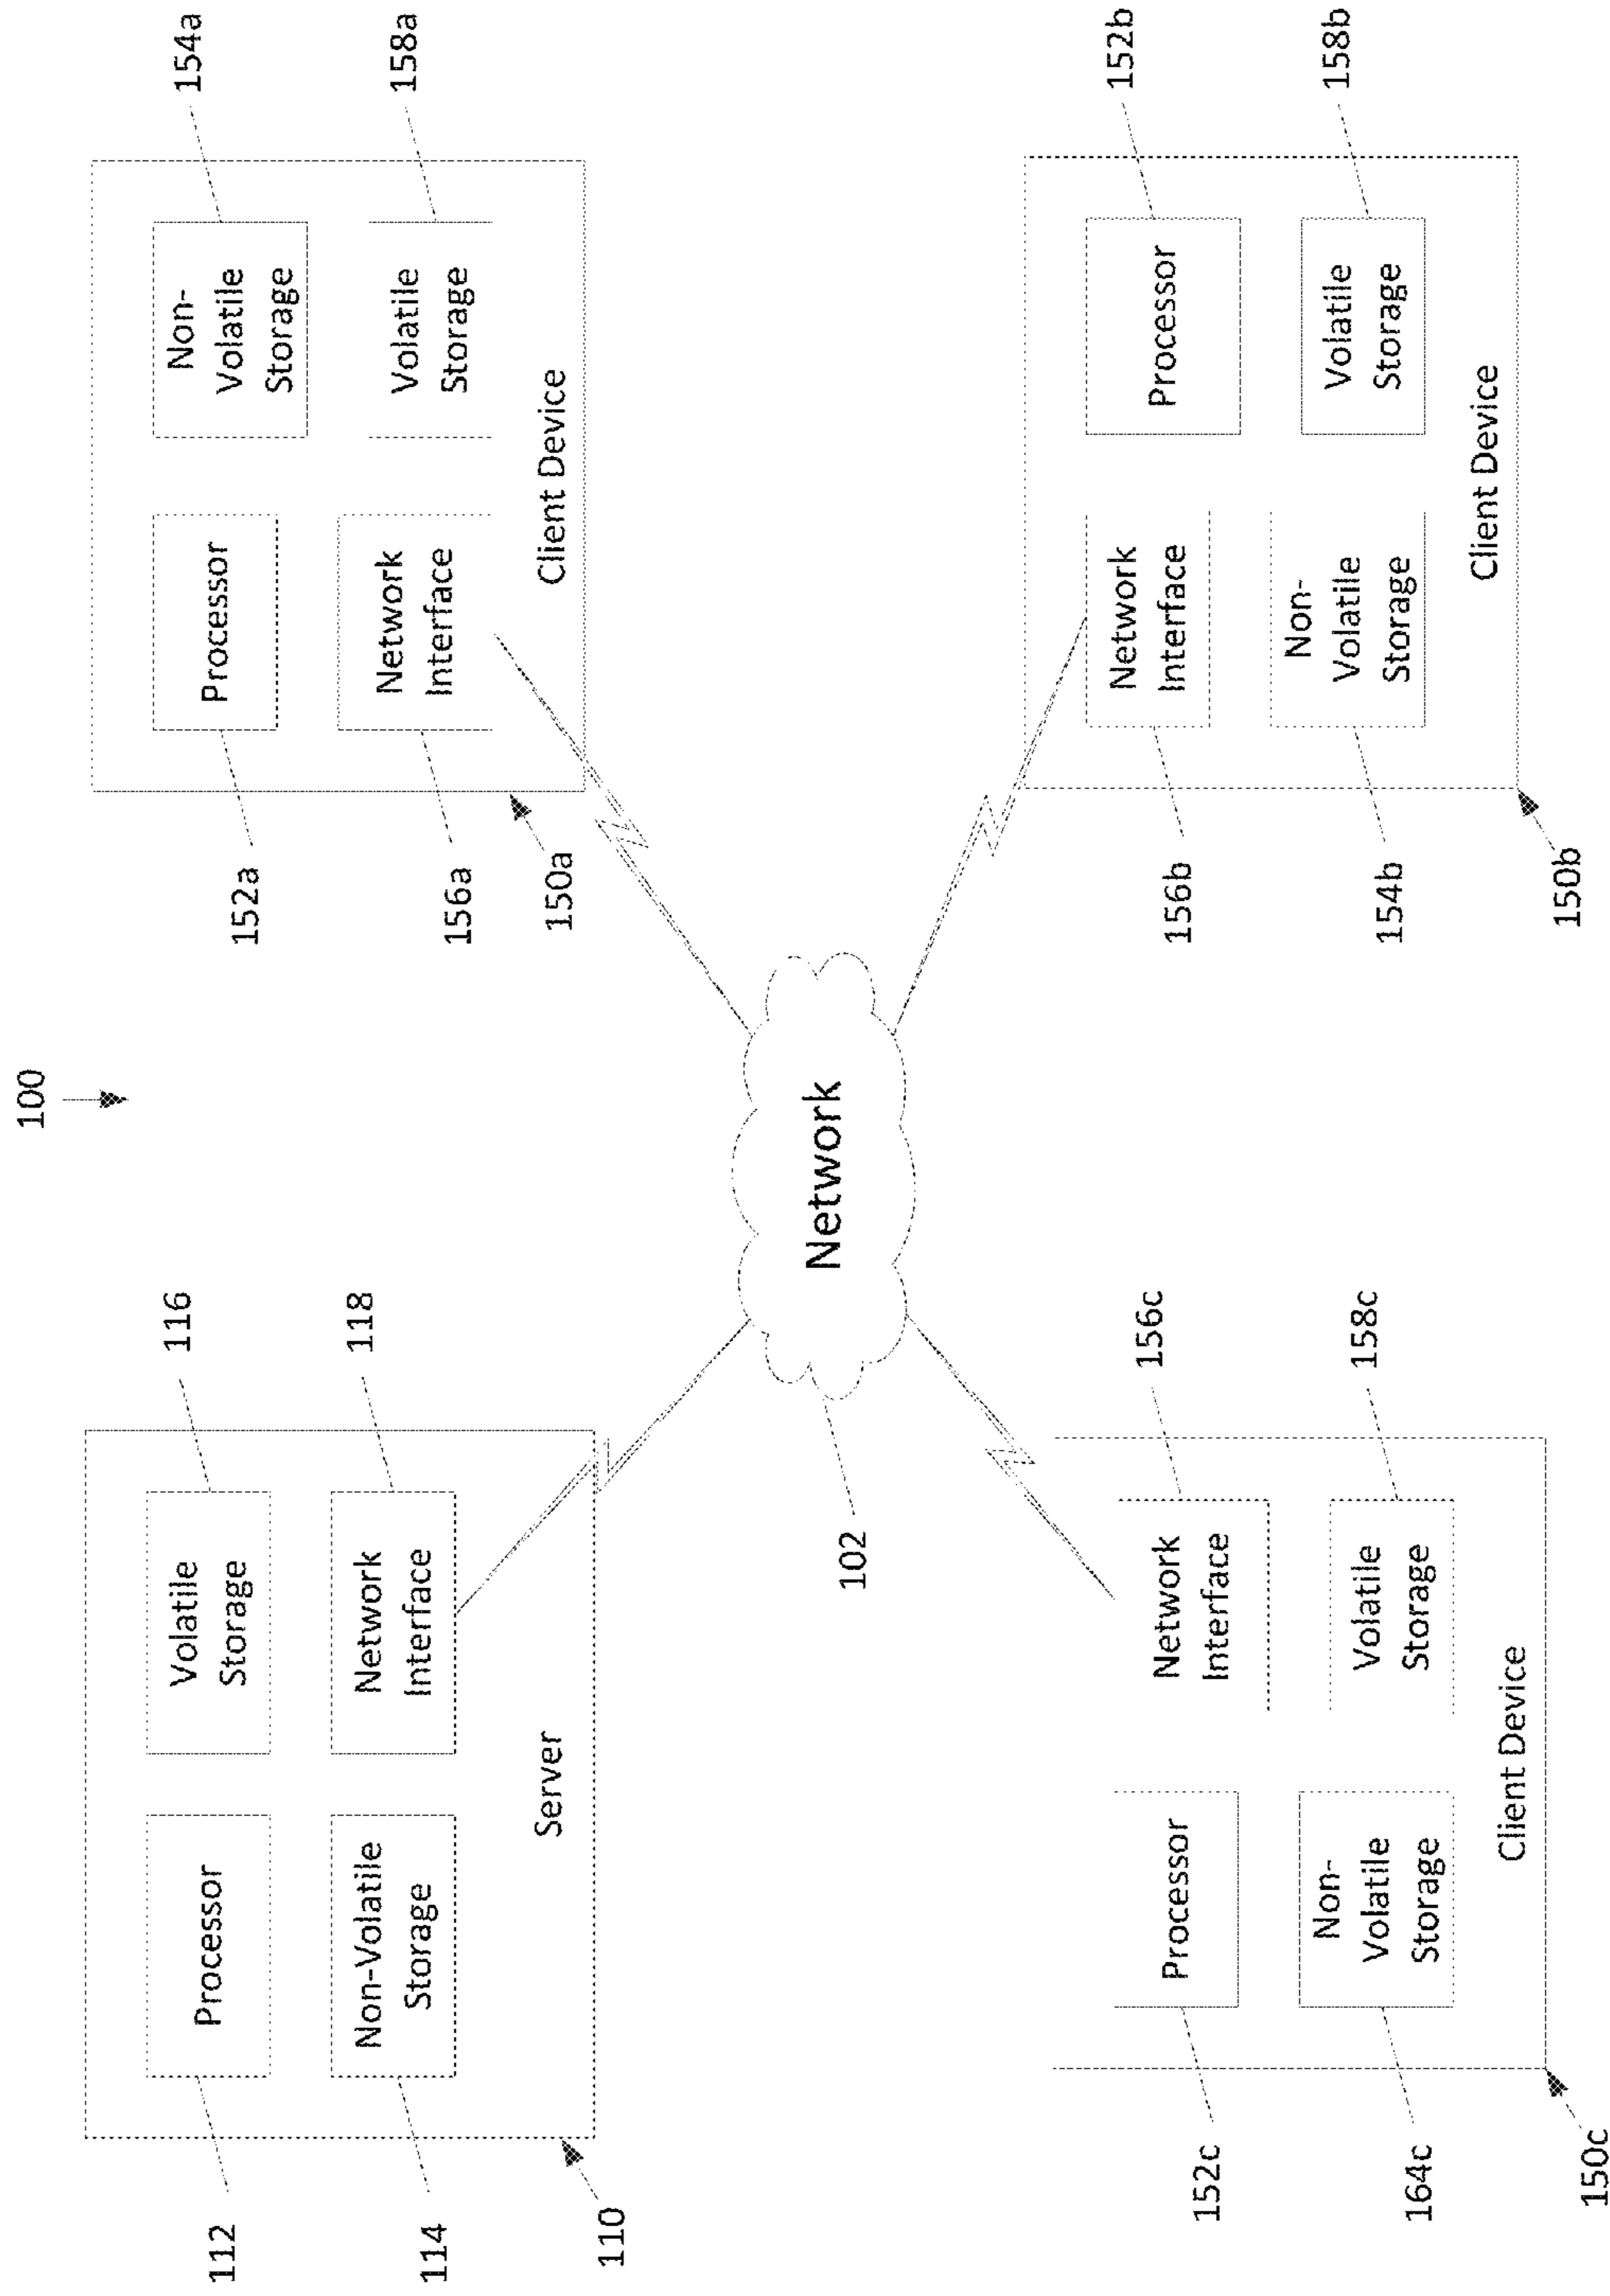 100
112
Processor
Volatile
Storage
116
114
Non-Volatile
Storage
Network
Interface
118
Server
110
152a
Processor
Non-
Volatile
Storage
154a
156a
Network
Interface
Volatile
Storage
158a
Client Device
150a
Network
102
152c
Processor
Network
Interface
156c
164c
Non-
Volatile
Storage
Volatile
Storage
158c
Client Device
150c
156b
Network
Interface
Processor
152b
154b
Non-
Volatile
Storage
Volatile
Storage
158b
Client Device
150b